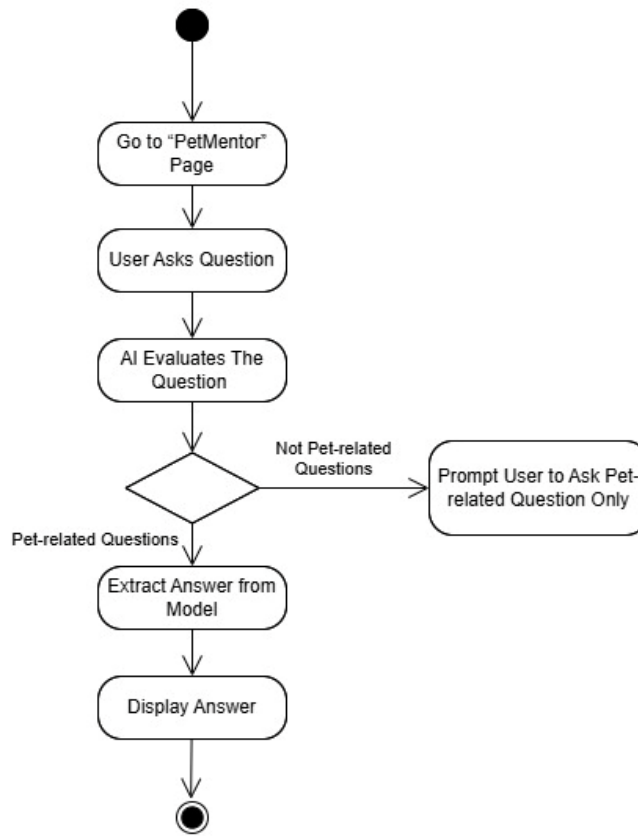 Go to “PetMentor”
Page
User Asks Question
AI Evaluates The
Question
Not Pet-related
Questions
Prompt User to Ask Pet-
related Question Only
Pet-related Questions
Extract Answer from
Model
Display Answer